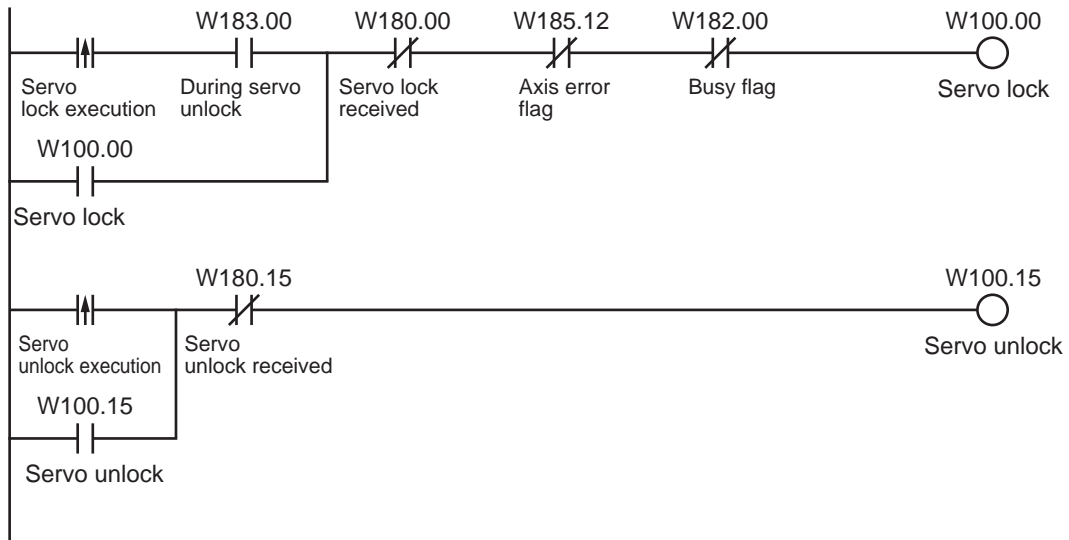 W183.00 W180.00 W185.12 W182.00 W100.00
Servo
lock execution
During servo
unlock
Servo lock
received
Axis error
flag
Busy flag
Servo lock
W100.00
Servo lock
W180.15 W100.15
Servo
unlock execution
Servo
unlock received
Servo unlock
W100.15
Servo unlock